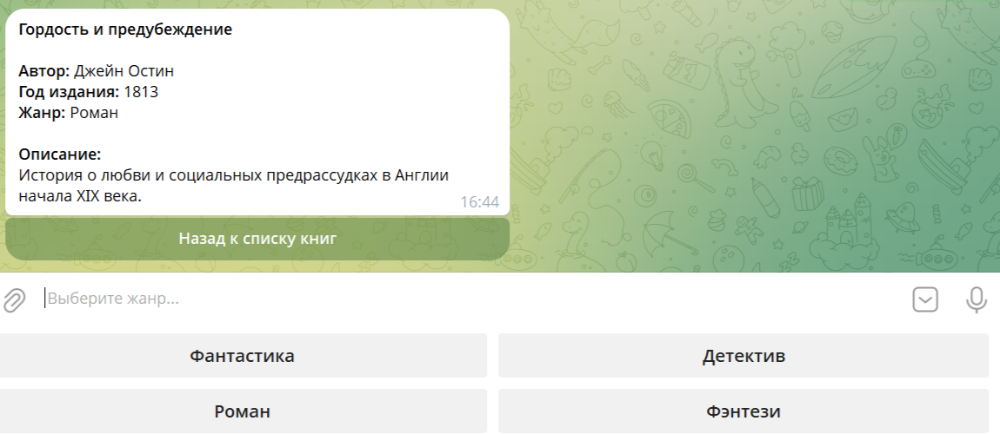 Гордость и предубеждение
Автор: Джейн Остин
Год издания: 1813
Жанр: Роман
Описание:
История о любви и социальных предрассудках в Англии
начала XIX века.
16:44
Назад к списку книг
Выберите жанр...
Фантастика
Детектив
Роман
Фэнтези